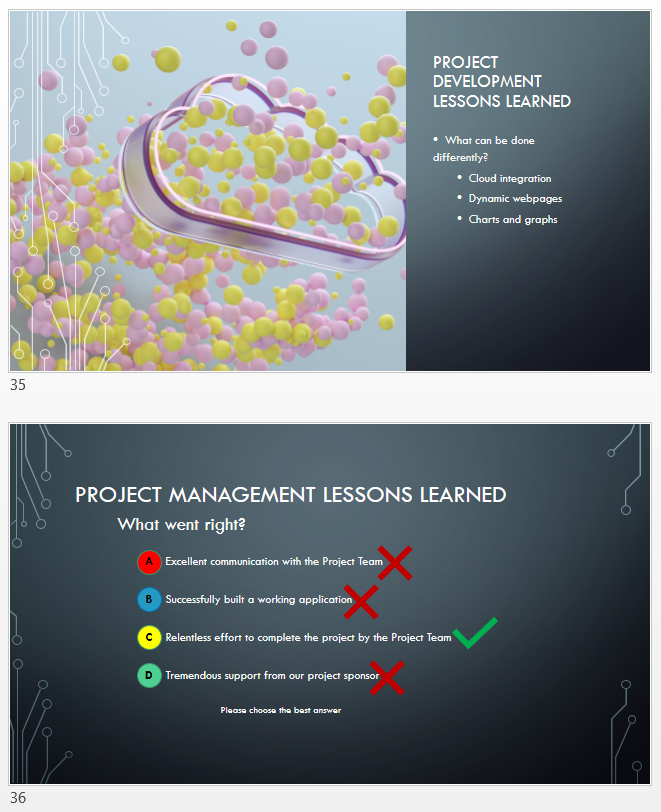 PROJECT
DEVELOPMENT
LESSONS LEARNED
• What can be done
differently?
• Cloud integration
• Dynamic webpages
• Charts and graphs
35
PROJECT MANAGEMENT LESSONS LEARNED
What went right?
A Excellent communication with the Project Team
B Successfully built a working application
C Relentless effort to complete the project by the Project Team
D Tremendous support from our project sponsor
Please choose the best answer
36